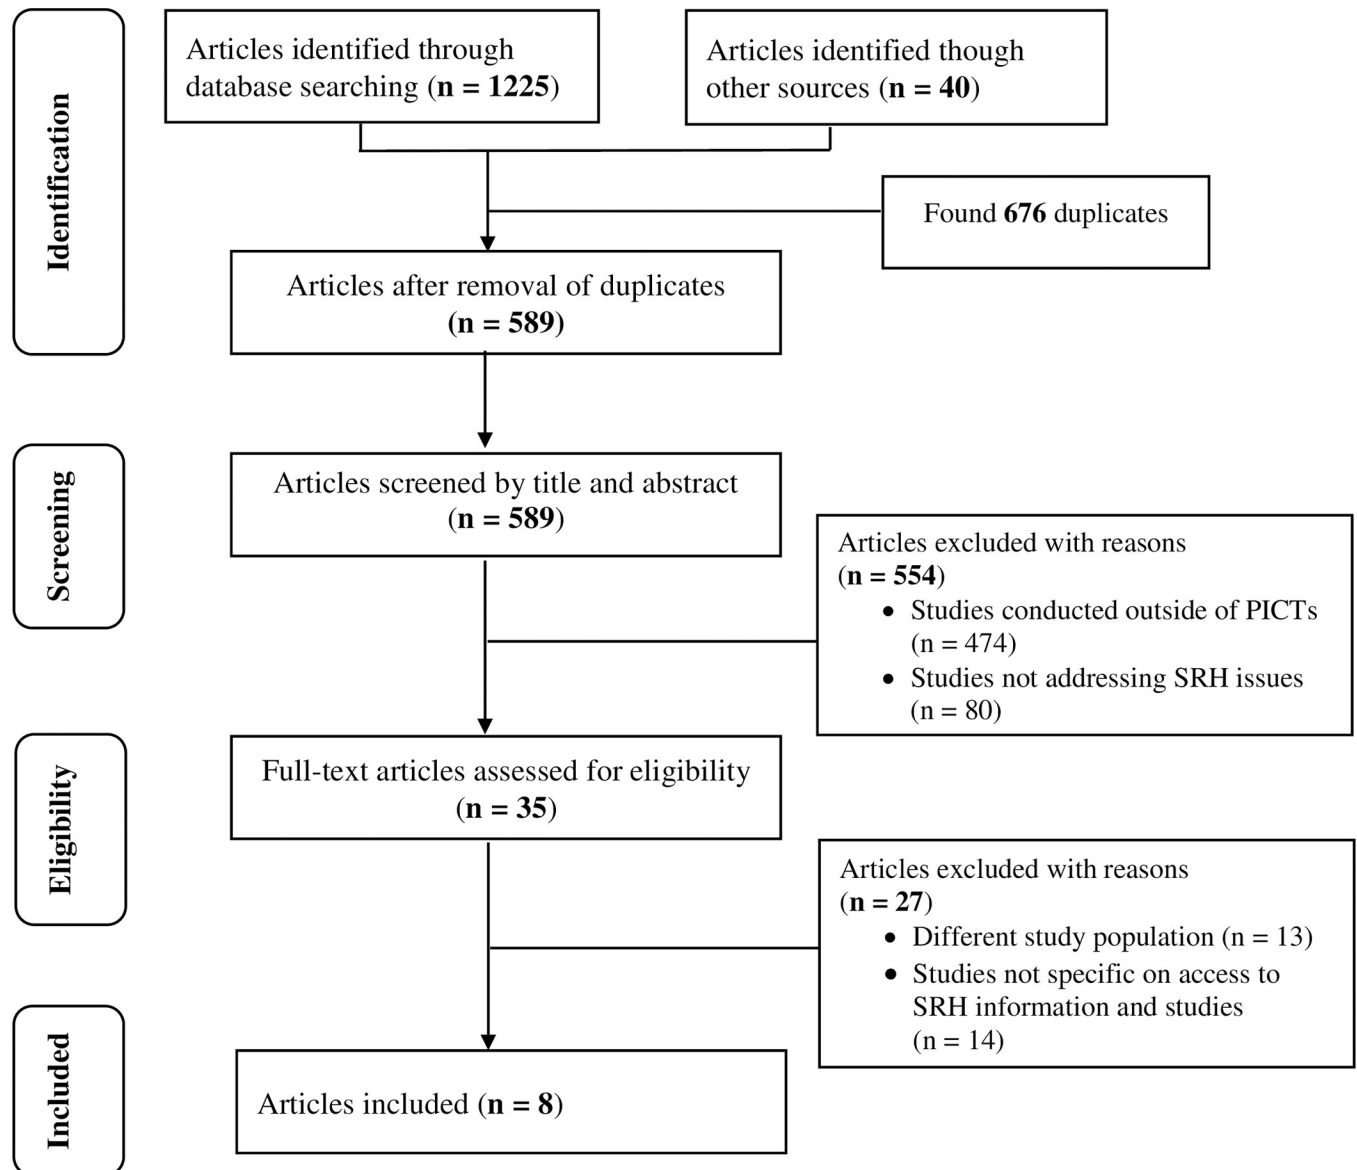 Identification
Articles identified through
database searching (n = 1225)
Articles identified though
other sources (n = 40)
Found 676 duplicates
Articles after removal of duplicates
(n = 589)
Screening
Articles screened by title and abstract
(n = 589)
Articles excluded with reasons
(n = 554)
• Studies conducted outside of PICTs
(n = 474)
• Studies not addressing SRH issues
(n = 80)
Eligibility
Full-text articles assessed for eligibility
(n = 35)
Articles excluded with reasons
(n = 27)
• Different study population (n = 13)
• Studies not specific on access to
SRH information and studies
(n = 14)
Included
Articles included (n = 8)